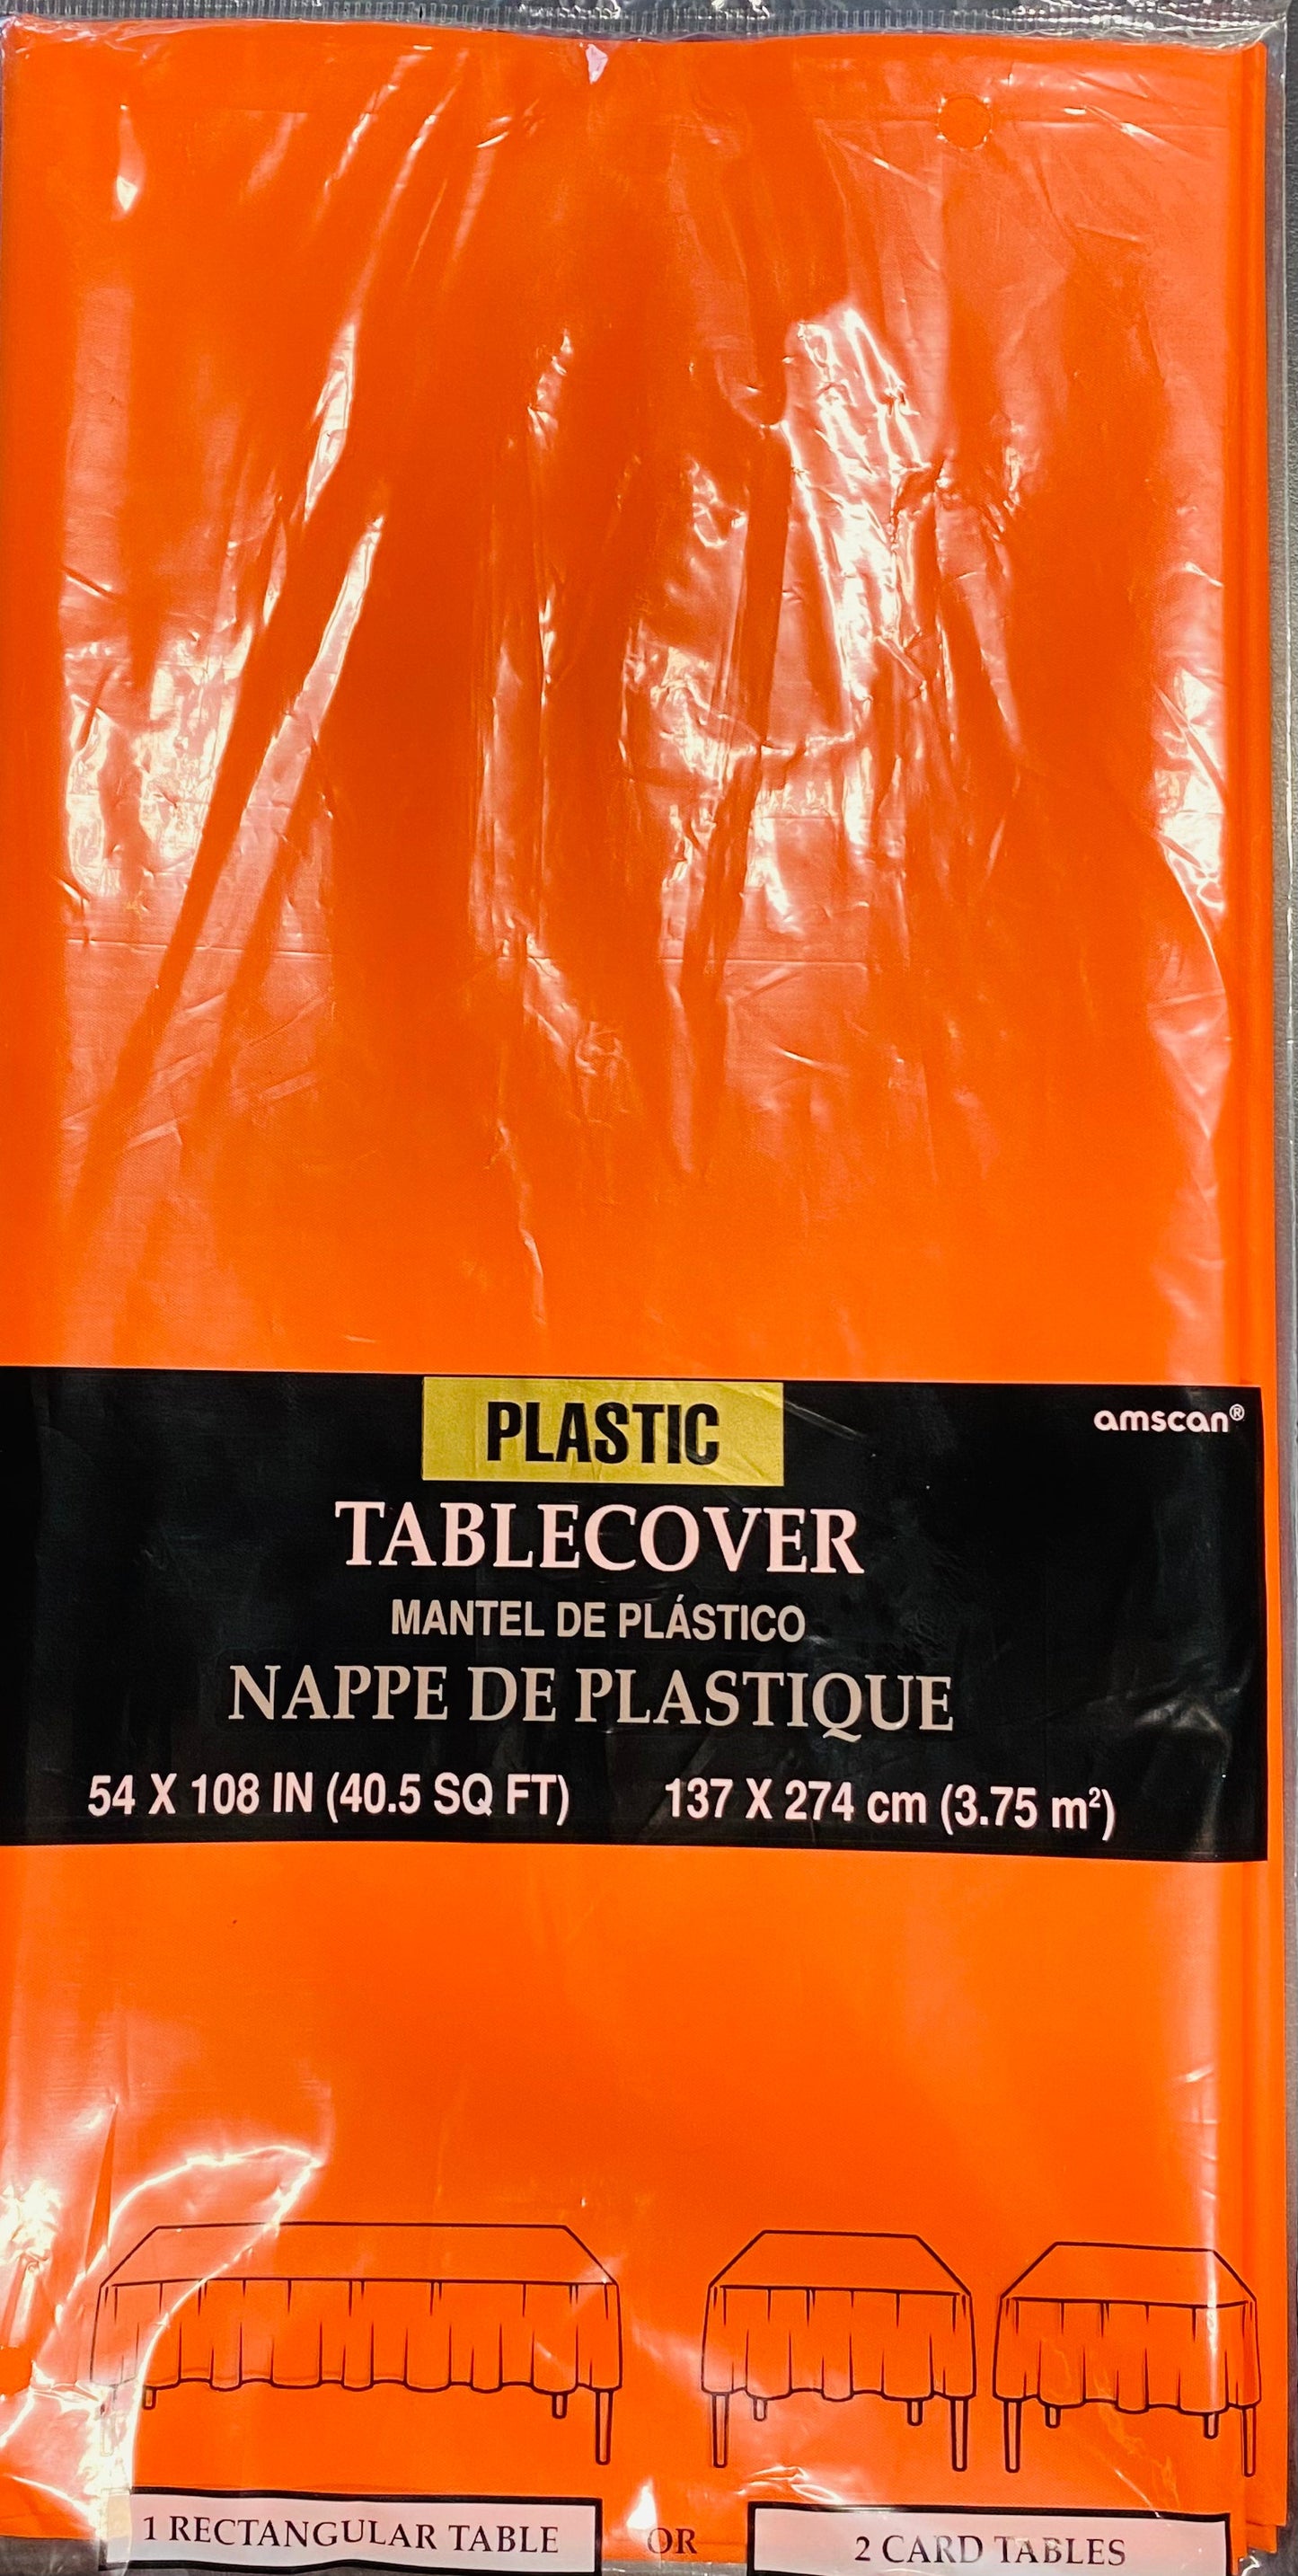 PLASTIC
amscan®
TABLECOVER
MANTEL DE PLÁSTICO
NAPPE DE PLASTIQUE
54 X 108 IN (40.5 SQ FT) 137 X 274 cm (3.75 m²)
1 RECTANGULAR TABLE OR 2 CARD TABLES